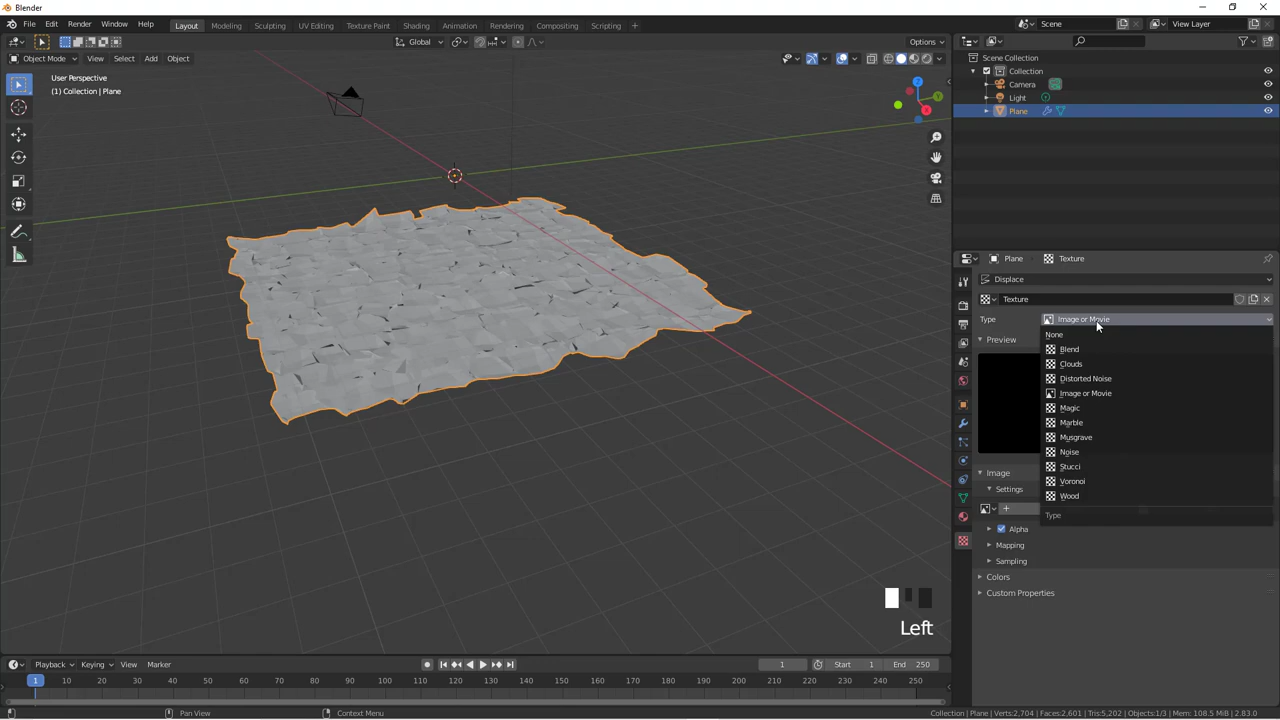 Blender
File Edit Render Window Help Layout Modeling Sculpting UV Editing Texture Paint Shading Animation Rendering Compositing Scripting + Scene View Layer
Global Options
Object Mode View Select Add Object
User Perspective
(1) Collection | Plane
Z
Y
X
Scene Collection
Collection
Camera
Light
Plane
Plane Texture
Displace
Texture
Type Image or Movie
None
Preview
Blend
Clouds
Distorted Noise
Image or Movie
Magic
Marble
Musgrave
Noise
Stucci
Image
Voronoi
Settings
Wood
Type
Alpha
Mapping
Sampling
Colors
Custom Properties
Left
Playback Keying View Marker 1 Start 1 End 250
1 10 20 30 40 50 60 70 80 90 100 110 120 130 140 150 160 170 180 190 200 210 220 230 240 250
Pan View Context Menu Collection | Plane | Verts:2,704 | Faces:2,601 | Tris:5,202 | Objects:1/3 | Mem: 108.5 MiB | 2.83.0